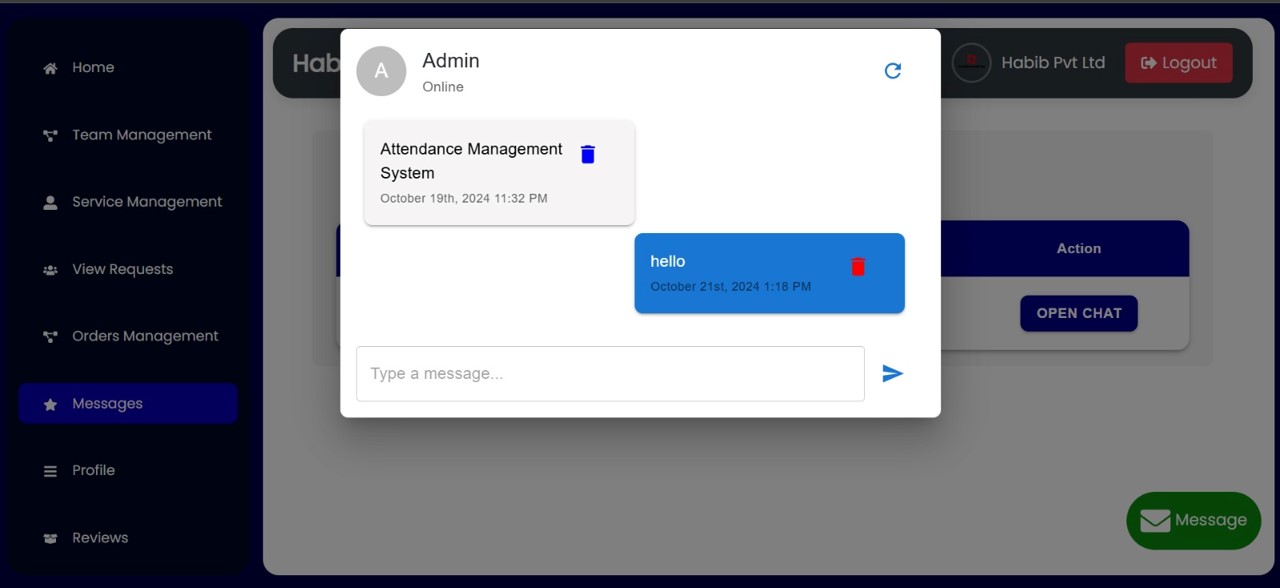 Home
Team Management
Service Management
View Requests
Orders Management
Messages
Profile
Reviews
Hab
Habib Pvt Ltd
Logout
A
Admin
Online
Attendance Management
System
October 19th, 2024 11:32 PM
hello
October 21st, 2024 1:18 PM
Type a message...
Action
OPEN CHAT
Message